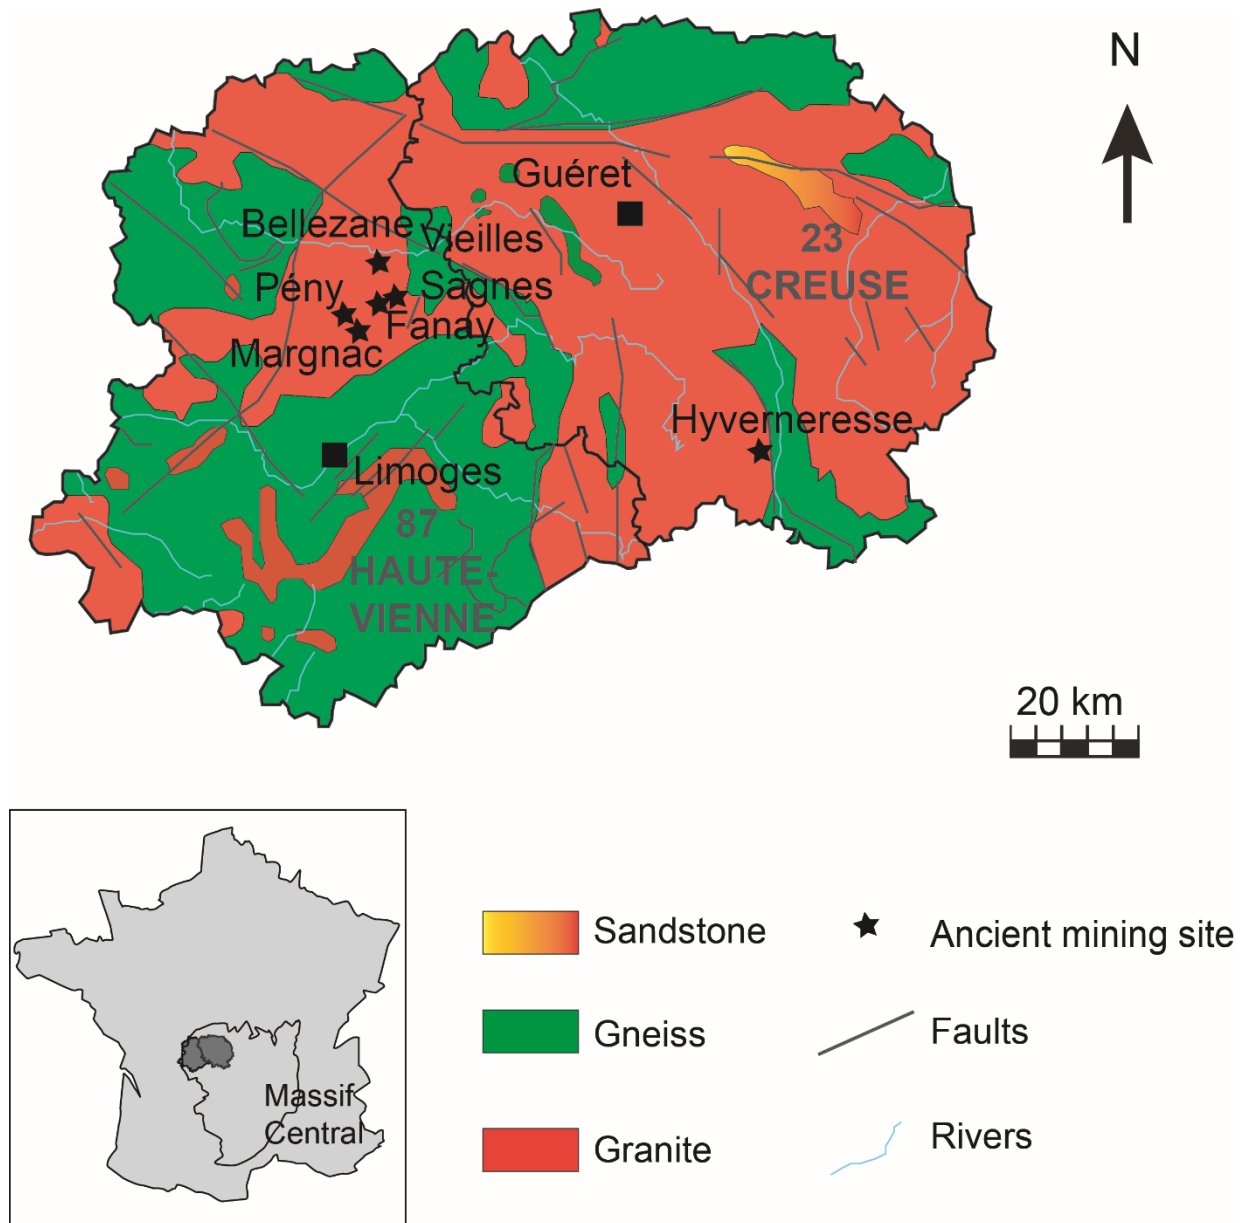 N
Guéret
Bellezane
Vieilles
23
CREUSE
Pény
Sagnes
Fanay
Margnac
Hyverneresse
Limoges
87
HAUTE-
VIENNE
20 km
Massif
Central
Sandstone
Gneiss
Granite
Ancient mining site
Faults
Rivers